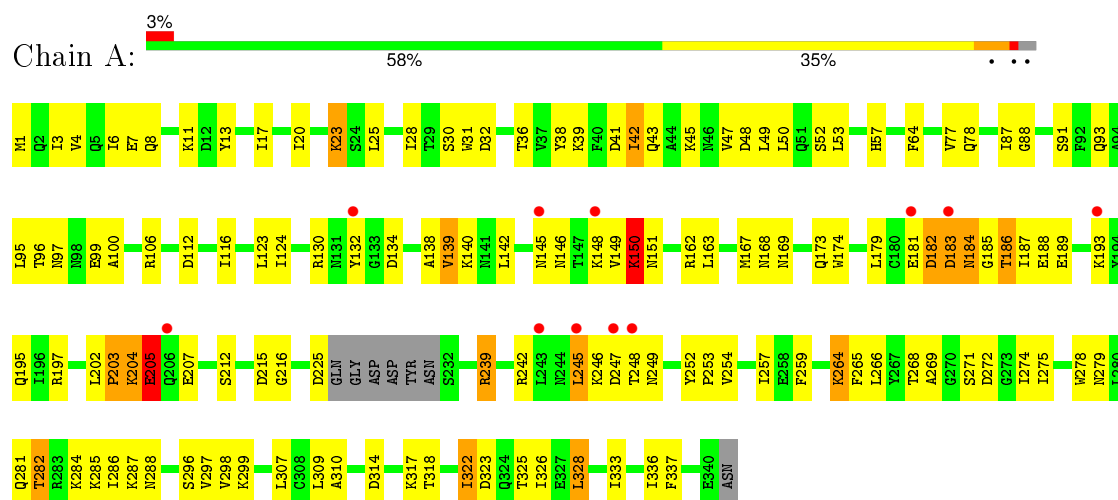 3%
Chain A:
58% 35% • • •
M1 Q2 I3 V4 Q5 I6 E7 Q8 K11 D12 Y13 I17 I20 K23 S24 L25 I28 F29 S30 W31 D32 T36 V37 Y38 K39 F40 D41 I42 Q43 A44 K45 N46 V47 D48 L49 L50 Q51 S52 L53 H57 F64 V77 Q78 I87 G88 S91 F92 Q93 A94
L95 T96 N97 N98 E99 A100 R106 D112 I116 L123 I124 R130 N131 Y132 G133 D134 A138 V139 K140 N141 L142 N145 N146 T147 K148 V149 K150 N151 R162 L163 M167 N168 N169 Q173 W174 L179 C180 E181 D182 D183 N184 G185 T186 I187 E188 E189 K193 Y194
Q195 I196 R197 L202 P203 K204 E205 Q206 E207 S212 D215 G216 D225 GLN GLY ASP ASP TYR ASN S232 R239 R242 L243 N244 L245 K246 D247 T248 N249 Y252 P253 V254 I257 E258 F259 K264 F265 L266 Y267 T268 A269 G270 S271 D272 G273 I274 I275 W278 N279 L280
Q281 T282 R283 K284 K285 I286 K287 N288 S296 V297 V298 K299 L307 C308 L309 A310 D314 K317 T318 I322 D323 Q324 T325 I326 E327 L328 I333 I336 F337 E340 ASN